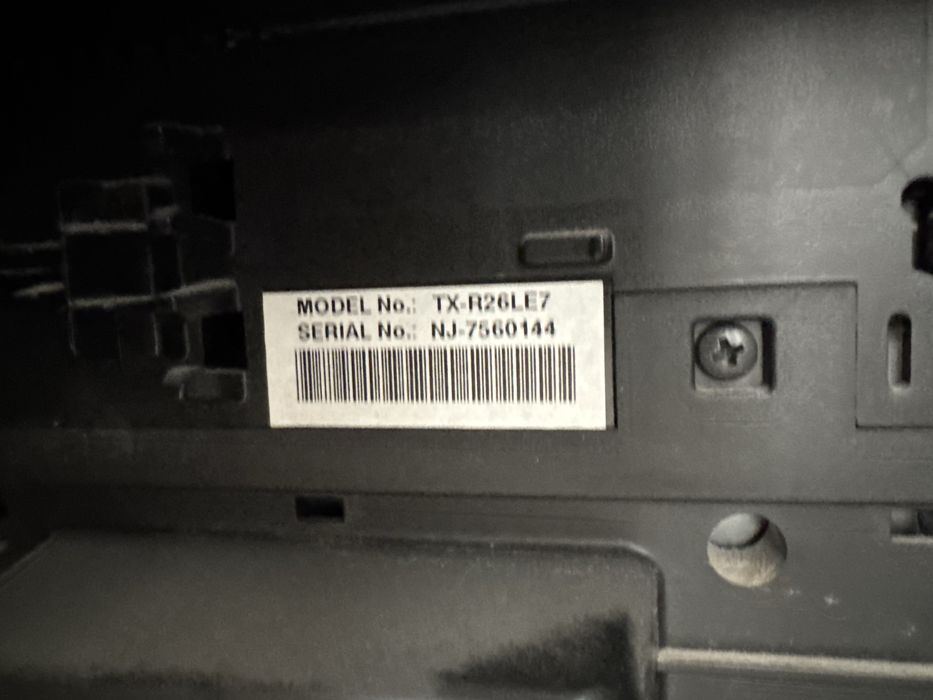 MODEL No.: TX-R26LE7
SERIAL No.: NJ-7560144